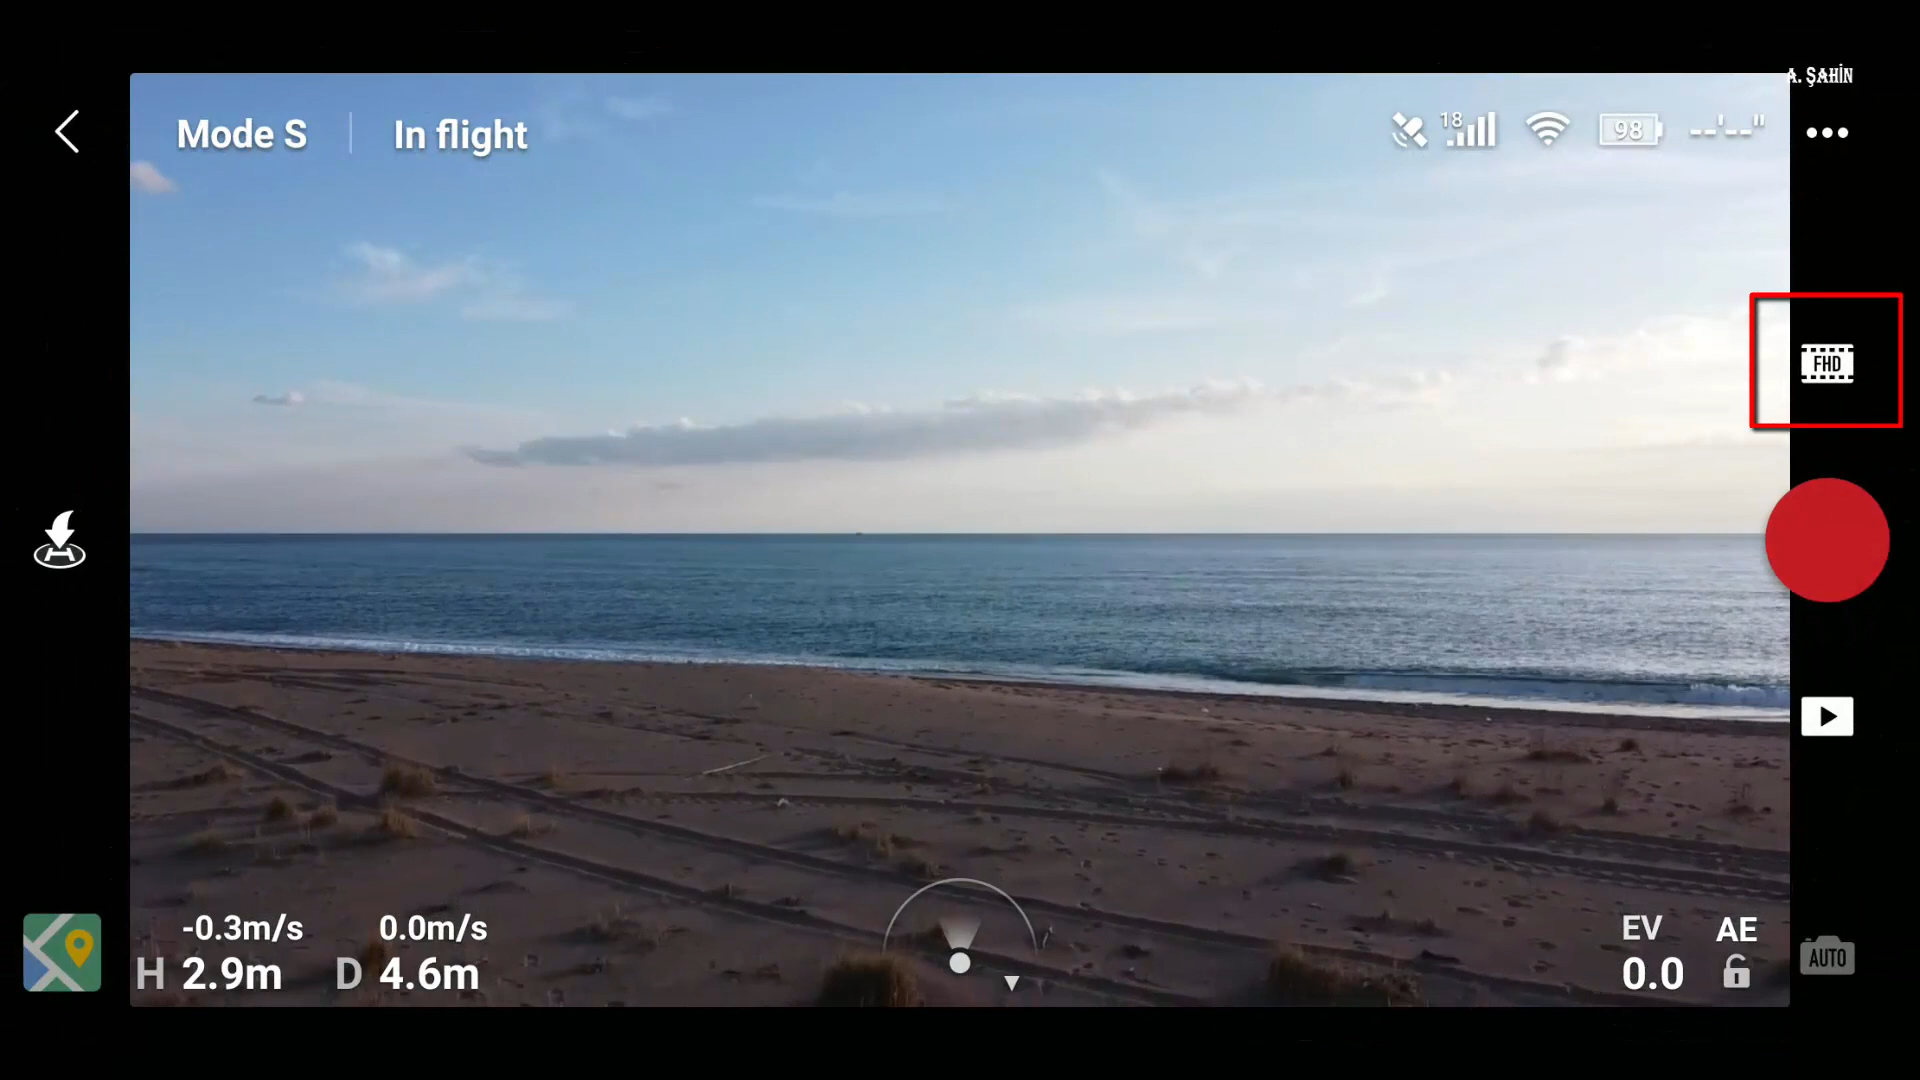 A. ŞAHİN
Mode S
In flight
18
98
--'--"
FHD
-0.3m/s
0.0m/s
H 2.9m
D 4.6m
EV
AE
0.0
AUTO